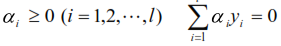 αᵢ ≥ 0 (i = 1,2,⋯,l)  ∑_{i=1}^{l} αᵢyᵢ = 0